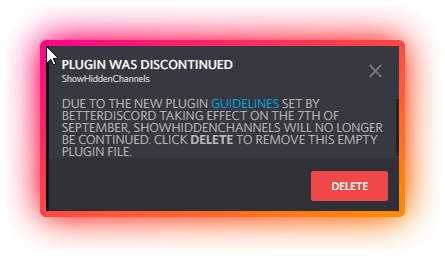 PLUGIN WAS DISCONTINUED
ShowHiddenChannels
DUE TO THE NEW PLUGIN GUIDELINES SET BY
BETTERDISCORD TAKING EFFECT ON THE 7TH OF
SEPTEMBER, SHOWHIDDENCHANNELS WILL NO LONGER
BE CONTINUED. CLICK DELETE TO REMOVE THIS EMPTY
PLUGIN FILE.
DELETE